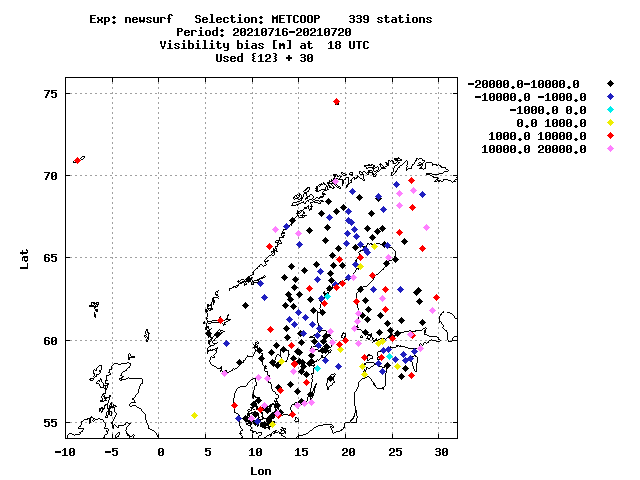 Exp: newsurf   Selection: METCOOP    339 stations
Period: 20210716-20210720
Visibility bias [m] at  18 UTC
Used {12} + 30
-20000.0-10000.0
-10000.0 -1000.0
-1000.0 0.0
0.0 1000.0
1000.0 10000.0
10000.0 20000.0
75
70
65
60
55
Lat
-10 -5 0 5 10 15 20 25 30
Lon